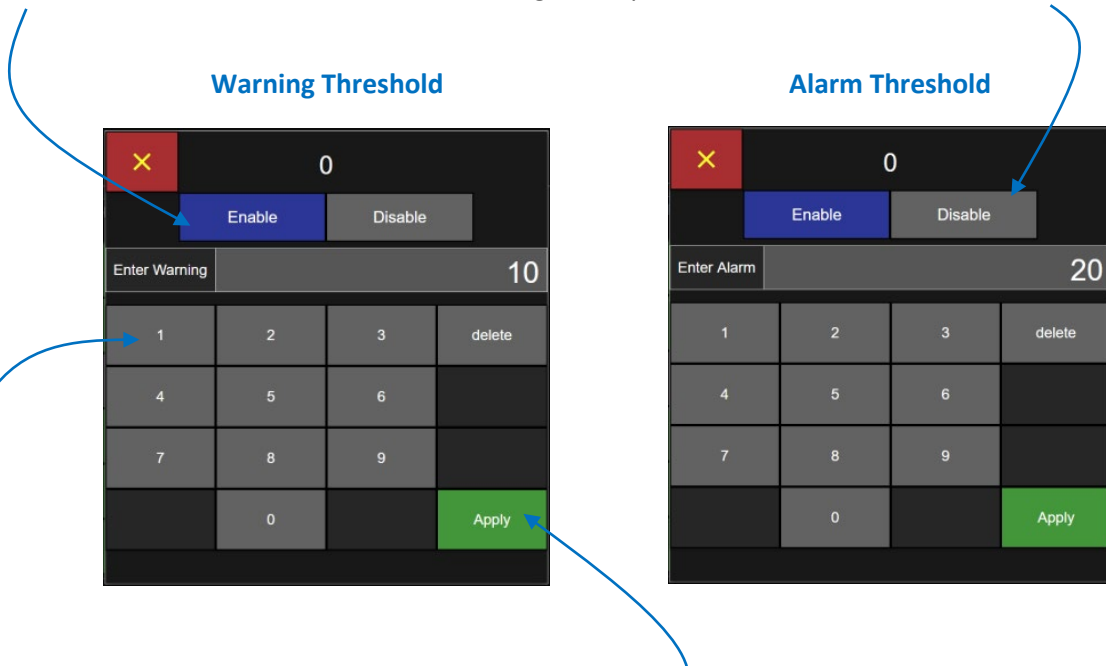 Warning Threshold
Alarm Threshold
× 0
Enable Disable
Enter Warning 10
1 2 3 delete
4 5 6
7 8 9
0 Apply
× 0
Enable Disable
Enter Alarm 20
1 2 3 delete
4 5 6
7 8 9
0 Apply